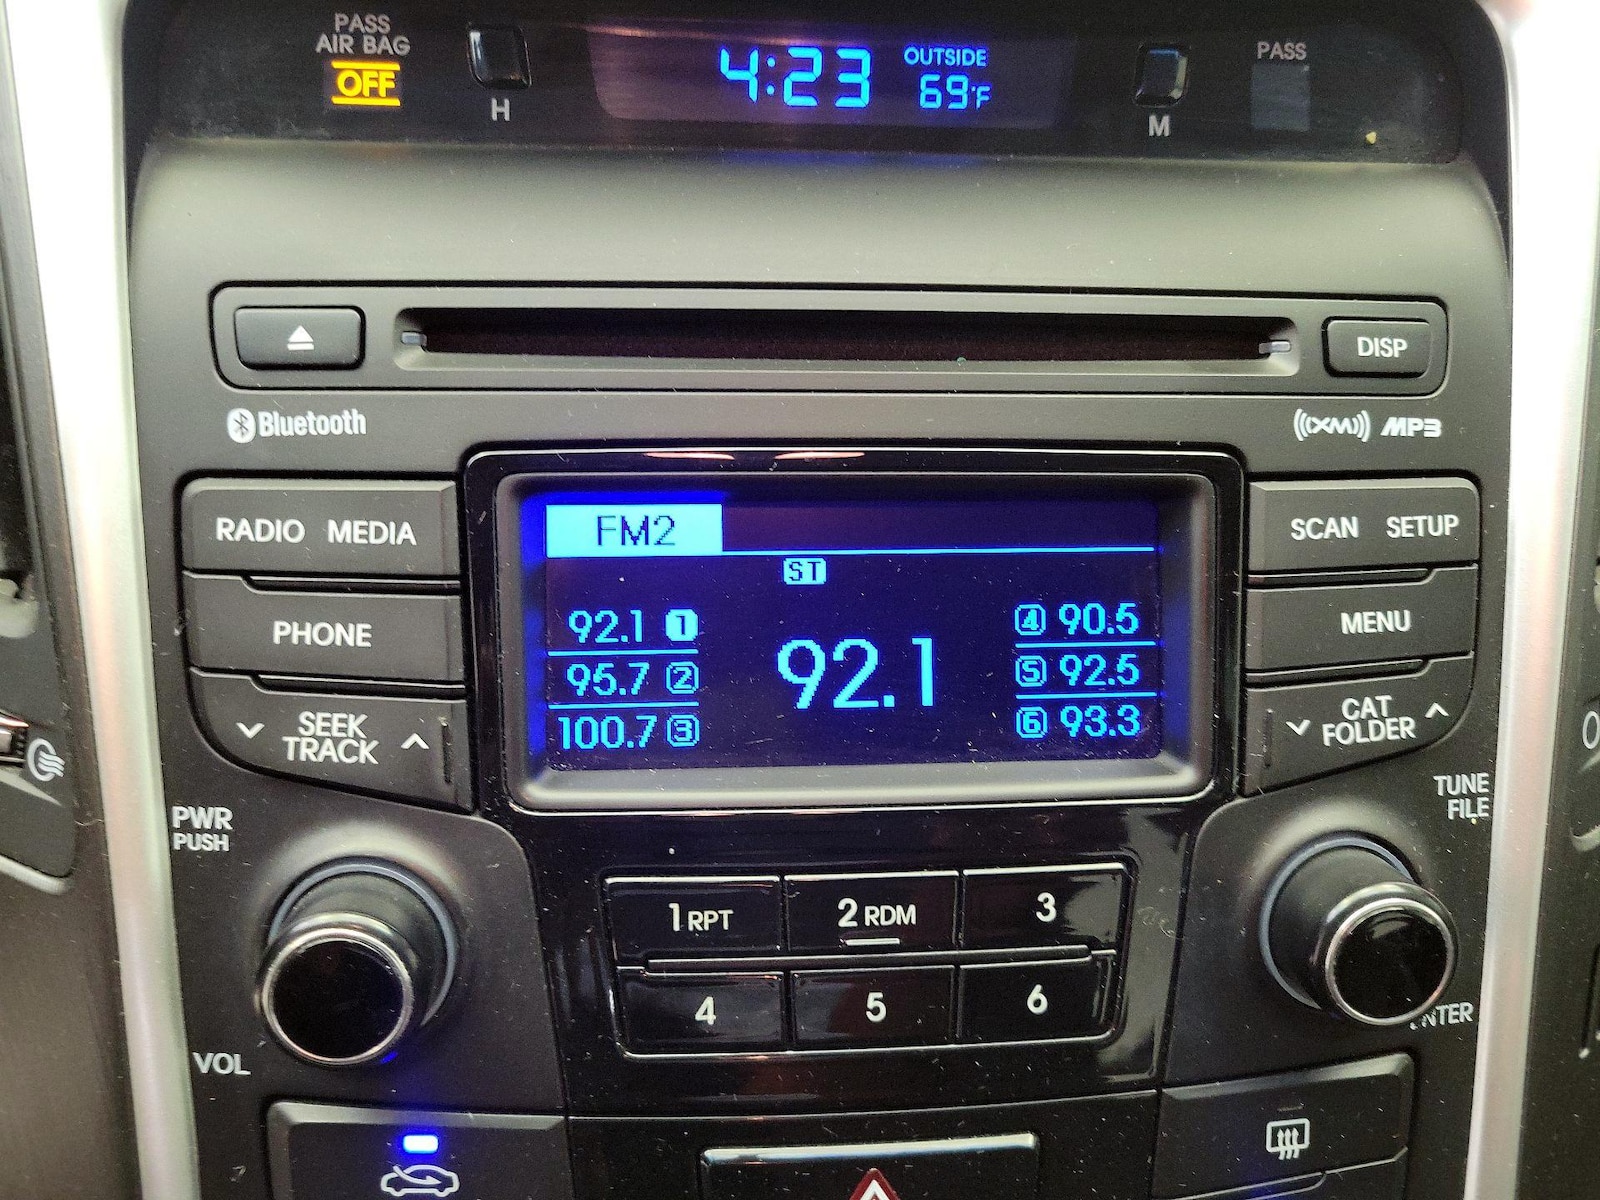 PASS
AIR BAG
OFF
H
4:23
OUTSIDE
69°F
M
PASS
DISP
Bluetooth
((XM)) MP3
RADIO MEDIA
FM2
SCAN SETUP
ST
PHONE
92.1 1
92.1
4 90.5
MENU
95.7 2
5 92.5
100.7 3
6 93.3
SEEK
TRACK
CAT
FOLDER
PWR
PUSH
TUNE
FILE
1 RPT
2 RDM
3
4
5
6
VOL
ENTER